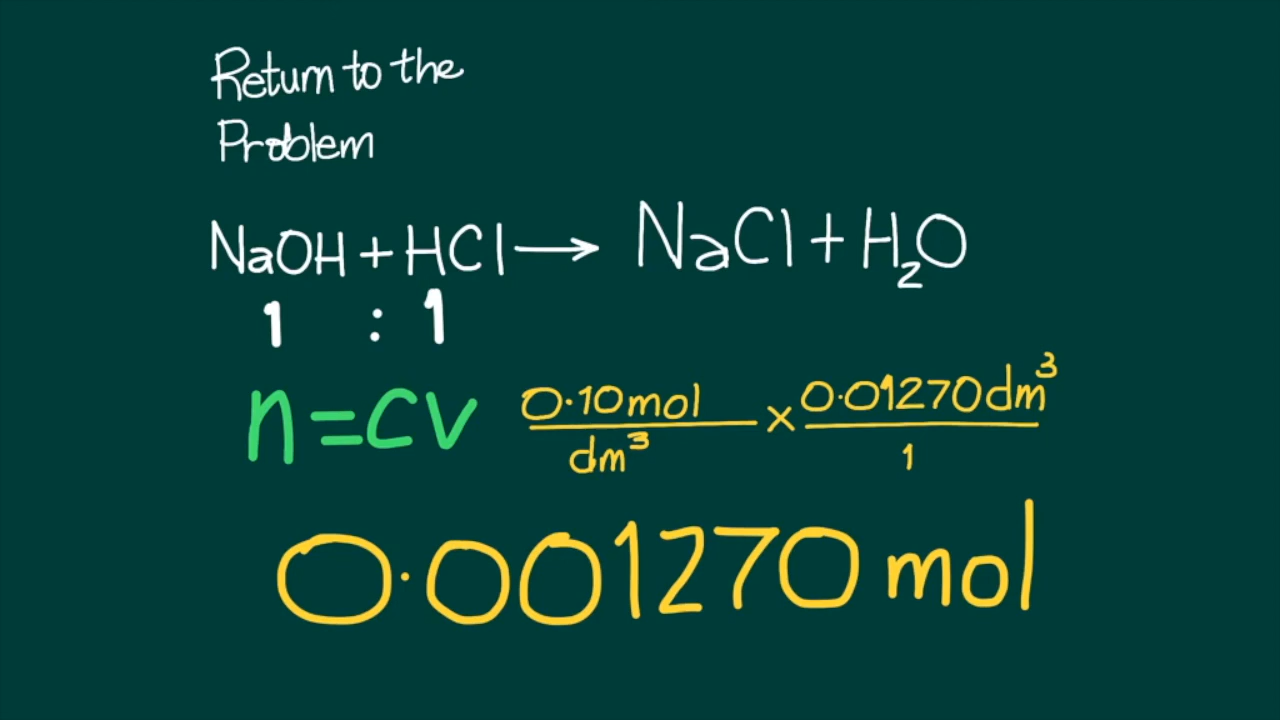 Return to the
Problem
NaOH + HCl → NaCl + H₂O
1 : 1
n = cv
0·10mol/dm³ × 0·01270dm³/1
0·001270 mol